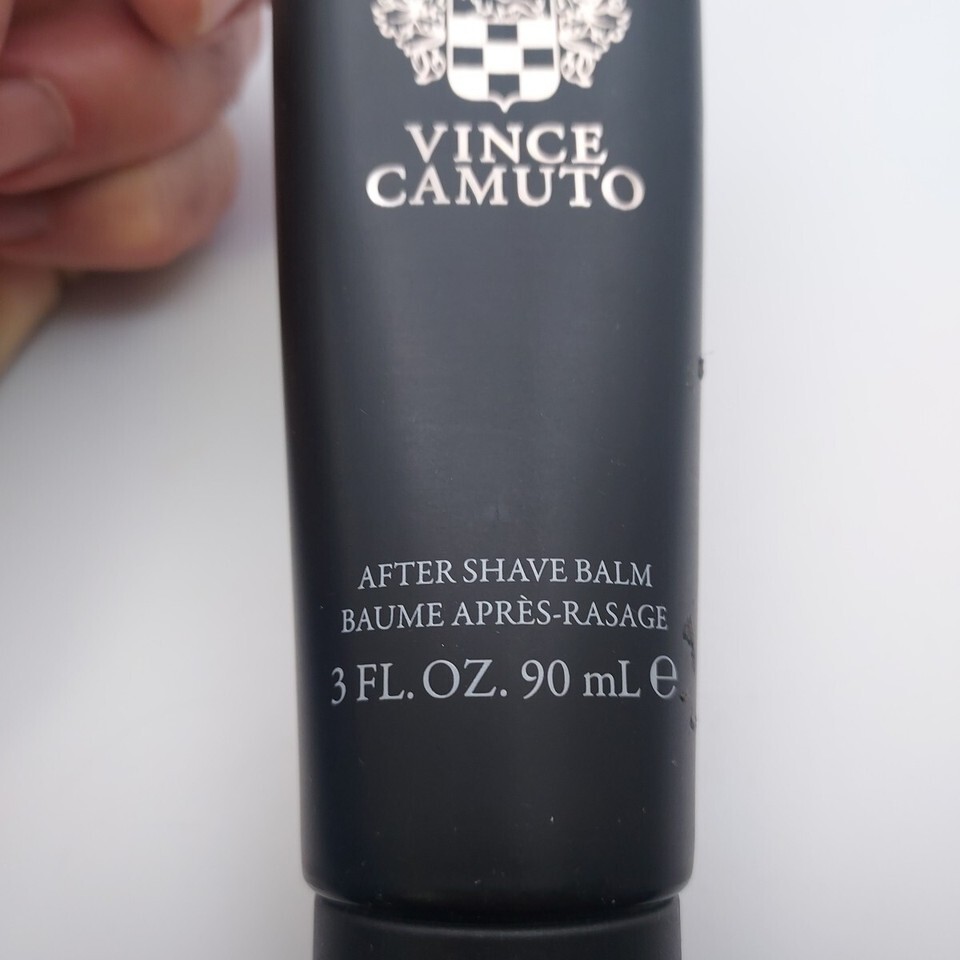 VINCE
CAMUTO
AFTER SHAVE BALM
BAUME APRÈS-RASAGE
3 FL. OZ. 90 mL ℮